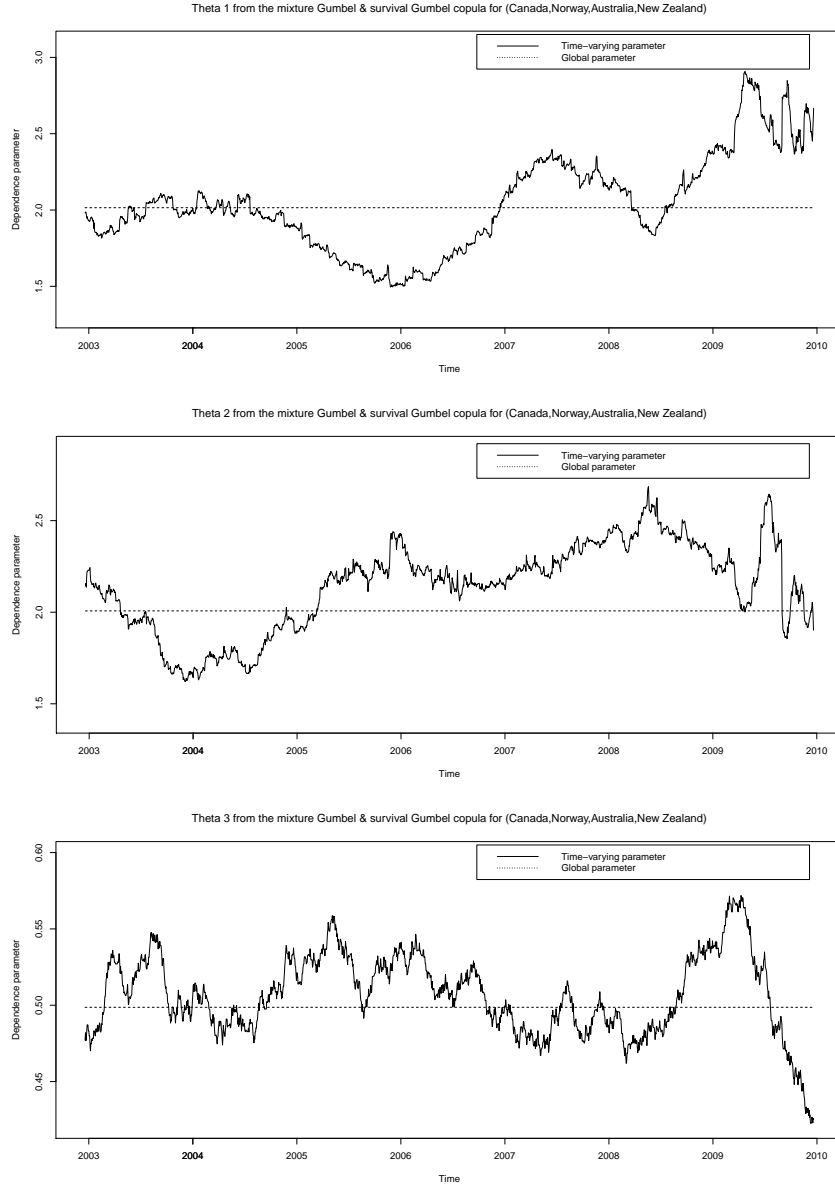 Theta 1 from the mixture Gumbel & survival Gumbel copula for (Canada,Norway,Australia,New Zealand)
Time−varying parameter
Global parameter
Dependence parameter
3.0
2.5
2.0
1.5
2003 2004 2005 2006 2007 2008 2009 2010
Time
Theta 2 from the mixture Gumbel & survival Gumbel copula for (Canada,Norway,Australia,New Zealand)
Time−varying parameter
Global parameter
Dependence parameter
2.5
2.0
1.5
2003 2004 2005 2006 2007 2008 2009 2010
Time
Theta 3 from the mixture Gumbel & survival Gumbel copula for (Canada,Norway,Australia,New Zealand)
Time−varying parameter
Global parameter
Dependence parameter
0.60
0.55
0.50
0.45
2003 2004 2005 2006 2007 2008 2009 2010
Time